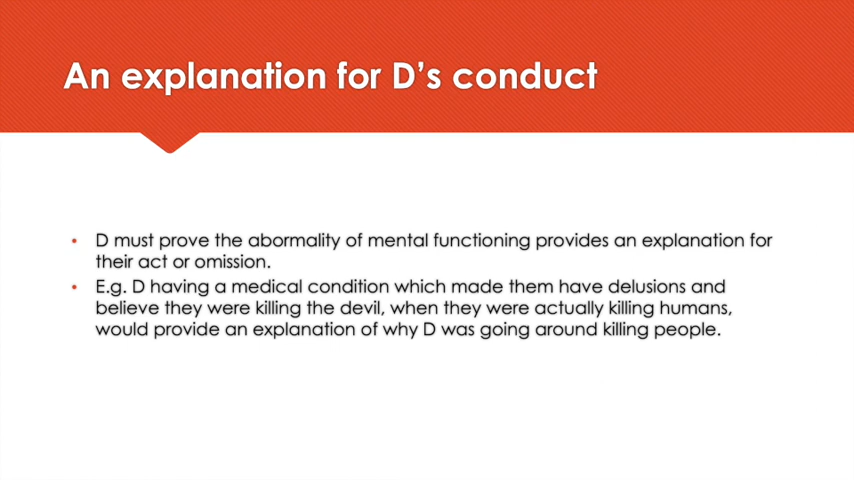 An explanation for D’s conduct
• D must prove the abormality of mental functioning provides an explanation for
their act or omission.
• E.g. D having a medical condition which made them have delusions and
believe they were killing the devil, when they were actually killing humans,
would provide an explanation of why D was going around killing people.